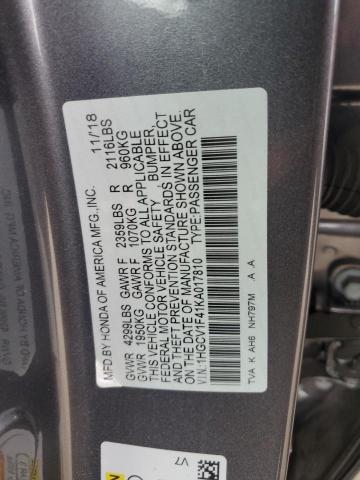 MFD. BY HONDA OF AMERICA MFG.,INC. 11/18
GVWR 4299LBS GAWR F 2359LBS R 2116LBS
GVWR 1950KG GAWR F 1070KG R 960KG
THIS VEHICLE CONFORMS TO ALL APPLICABLE
FEDERAL MOTOR VEHICLE SAFETY , BUMPER,
AND THEFT PREVENTION STANDARDS IN EFFECT
ON THE DATE OF MANUFACTURE SHOWN ABOVE.
V.I.N.:1HGCV1F41KA017810 TYPE:PASSENGER CAR
TVA K AH6 NH797M .A .A
V7